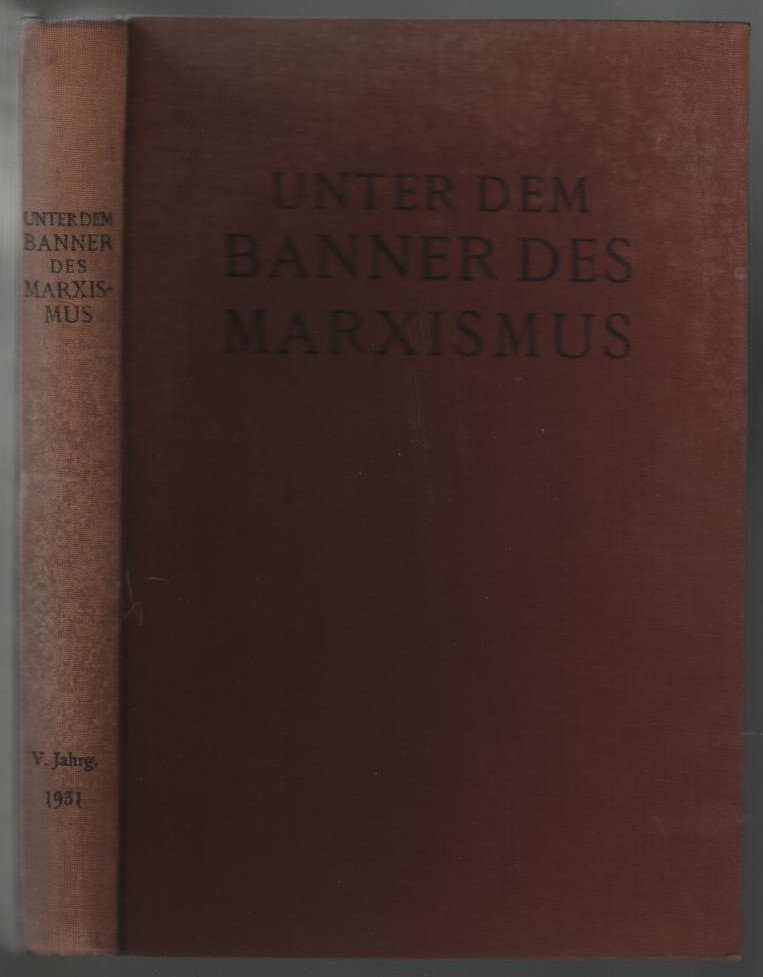 UNTER DEM
BANNER
DES
MARXIS-
MUS
V. Jahrg.
1931
UNTER DEM
BANNER DES
MARXISMUS